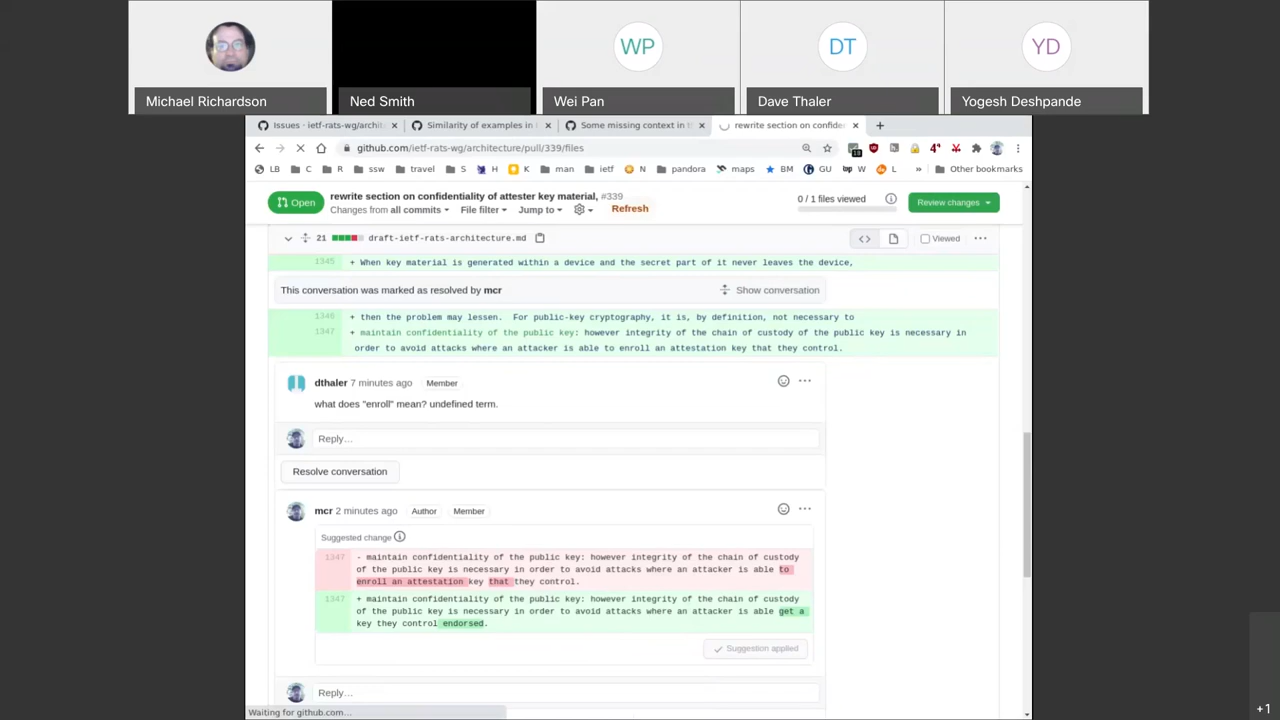 WP
DT
YD
Michael Richardson
Ned Smith
Wei Pan
Dave Thaler
Yogesh Deshpande
Issues · ietf-rats-wg/archit
Similarity of examples in
Some missing context in t
rewrite section on confide
github.com/ietf-rats-wg/architecture/pull/339/files
19
LB
C
R
ssw
travel
S
H
K
man
ietf
N
pandora
maps
BM
GU
W
L
»
Other bookmarks
Open
rewrite section on confidentiality of attester key material, #339
Changes from all commits
File filter
Jump to
Refresh
0 / 1 files viewed
Review changes
21
draft-ietf-rats-architecture.md
Viewed
1345 + When key material is generated within a device and the secret part of it never leaves the device,
This conversation was marked as resolved by mcr
Show conversation
1346 + then the problem may lessen. For public-key cryptography, it is, by definition, not necessary to
1347 + maintain confidentiality of the public key: however integrity of the chain of custody of the public key is necessary in
order to avoid attacks where an attacker is able to enroll an attestation key that they control.
dthaler 7 minutes ago Member
what does "enroll" mean? undefined term.
Reply…
Resolve conversation
mcr 2 minutes ago Author Member
Suggested change
1347 - maintain confidentiality of the public key: however integrity of the chain of custody
of the public key is necessary in order to avoid attacks where an attacker is able to
enroll an attestation key that they control.
1347 + maintain confidentiality of the public key: however integrity of the chain of custody
of the public key is necessary in order to avoid attacks where an attacker is able get a
key they control endorsed.
Suggestion applied
Reply…
Waiting for github.com...
+1